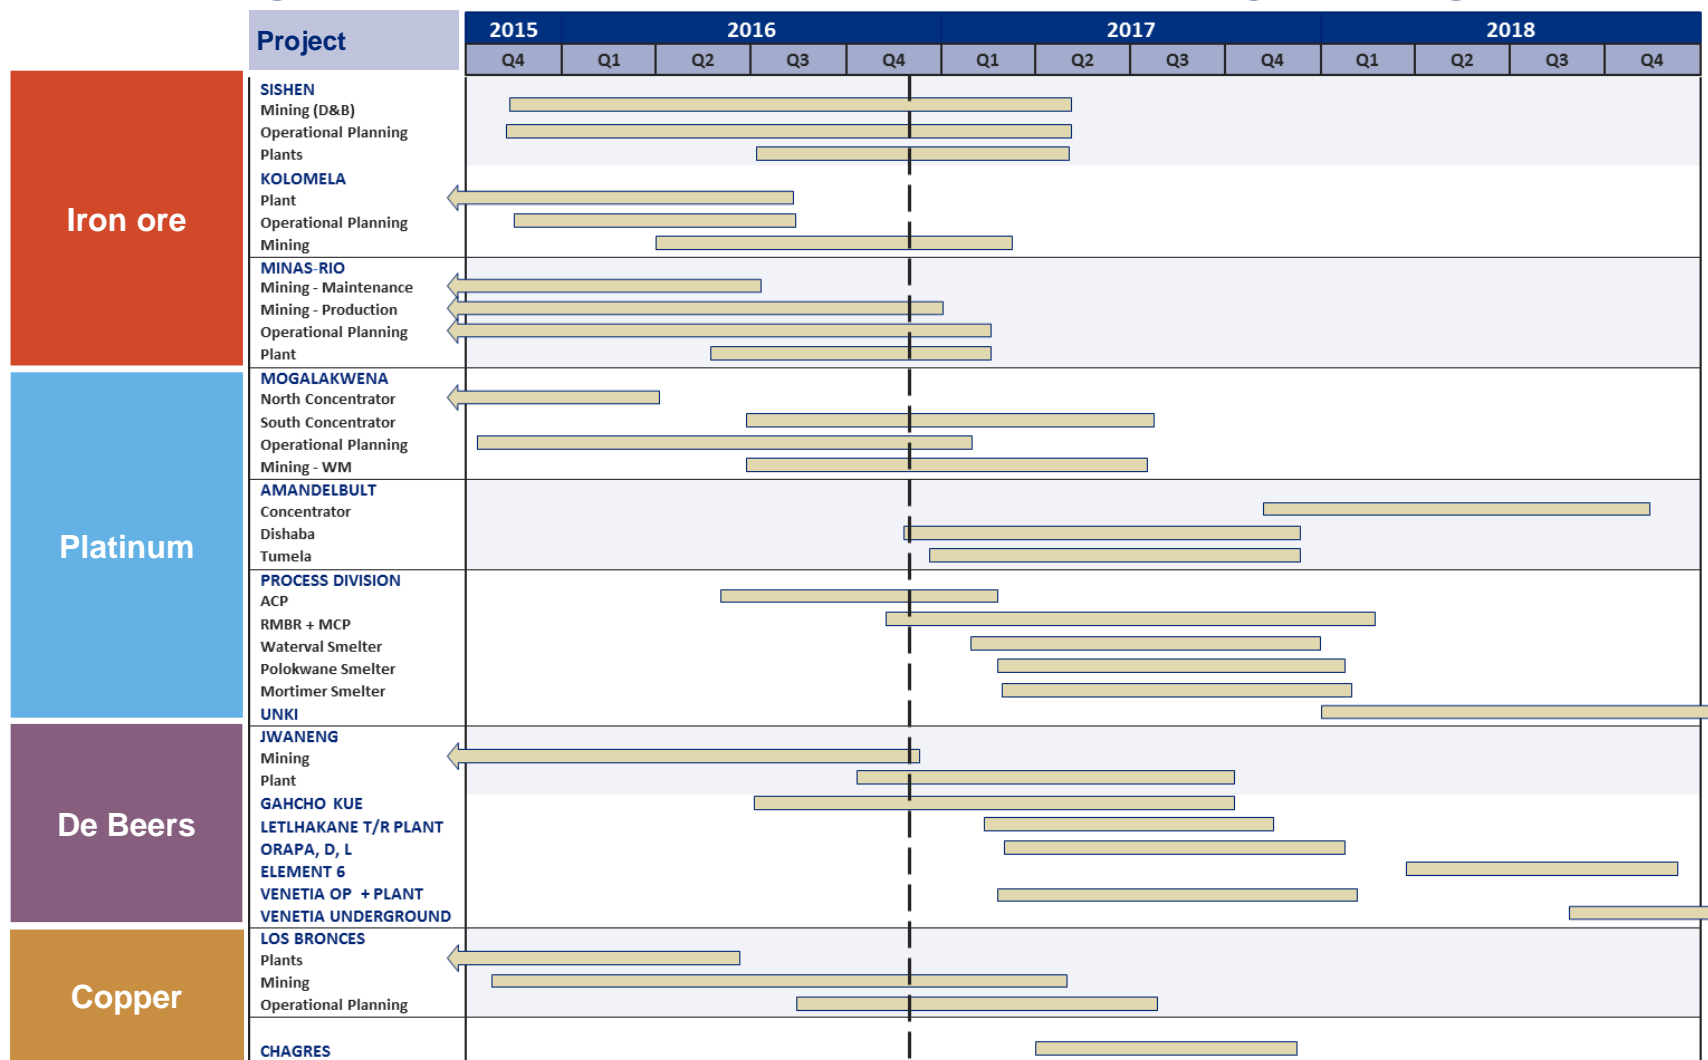 Project
2015 2016 2017 2018
Q4 Q1 Q2 Q3 Q4 Q1 Q2 Q3 Q4 Q1 Q2 Q3 Q4
Iron ore
SISHEN
Mining (D&B)
Operational Planning
Plants
KOLOMELA
Plant
Operational Planning
Mining
MINAS-RIO
Mining - Maintenance
Mining - Production
Operational Planning
Plant
Platinum
MOGALAKWENA
North Concentrator
South Concentrator
Operational Planning
Mining - WM
AMANDELBULT
Concentrator
Dishaba
Tumela
PROCESS DIVISION
ACP
RMBR + MCP
Waterval Smelter
Polokwane Smelter
Mortimer Smelter
UNKI
De Beers
JWANENG
Mining
Plant
GAHCHO KUE
LETLHAKANE T/R PLANT
ORAPA, D, L
ELEMENT 6
VENETIA OP + PLANT
VENETIA UNDERGROUND
Copper
LOS BRONCES
Plants
Mining
Operational Planning
CHAGRES